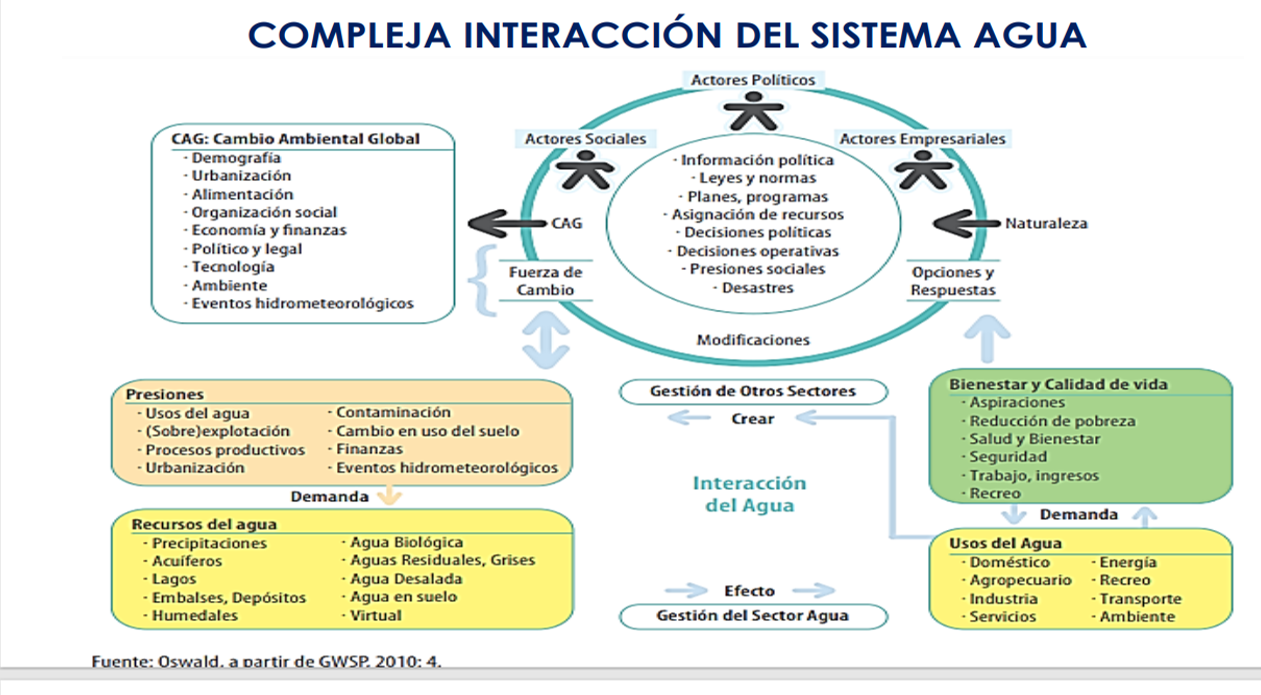 COMPLEJA INTERACCIÓN DEL SISTEMA AGUA
Actores Políticos
Actores Sociales
Actores Empresariales
CAG: Cambio Ambiental Global
· Demografía
· Urbanización
· Alimentación
· Organización social
· Economía y finanzas
· Político y legal
· Tecnología
· Ambiente
· Eventos hidrometeorológicos
CAG
· Información política
· Leyes y normas
· Planes, programas
· Asignación de recursos
· Decisiones políticas
· Decisiones operativas
· Presiones sociales
· Desastres
Naturaleza
Fuerza de
Cambio
Opciones y
Respuestas
Modificaciones
Presiones
· Usos del agua
· (Sobre)explotación
· Procesos productivos
· Urbanización
· Contaminación
· Cambio en uso del suelo
· Finanzas
· Eventos hidrometeorológicos
Demanda
Recursos del agua
· Precipitaciones
· Acuíferos
· Lagos
· Embalses, Depósitos
· Humedales
· Agua Biológica
· Aguas Residuales, Grises
· Agua Desalada
· Agua en suelo
· Virtual
Gestión de Otros Sectores
Crear
Interacción
del Agua
Efecto
Gestión del Sector Agua
Bienestar y Calidad de vida
· Aspiraciones
· Reducción de pobreza
· Salud y Bienestar
· Seguridad
· Trabajo, ingresos
· Recreo
Demanda
Usos del Agua
· Doméstico
· Agropecuario
· Industria
· Servicios
· Energía
· Recreo
· Transporte
· Ambiente
Fuente: Oswald, a partir de GWSP, 2010: 4.